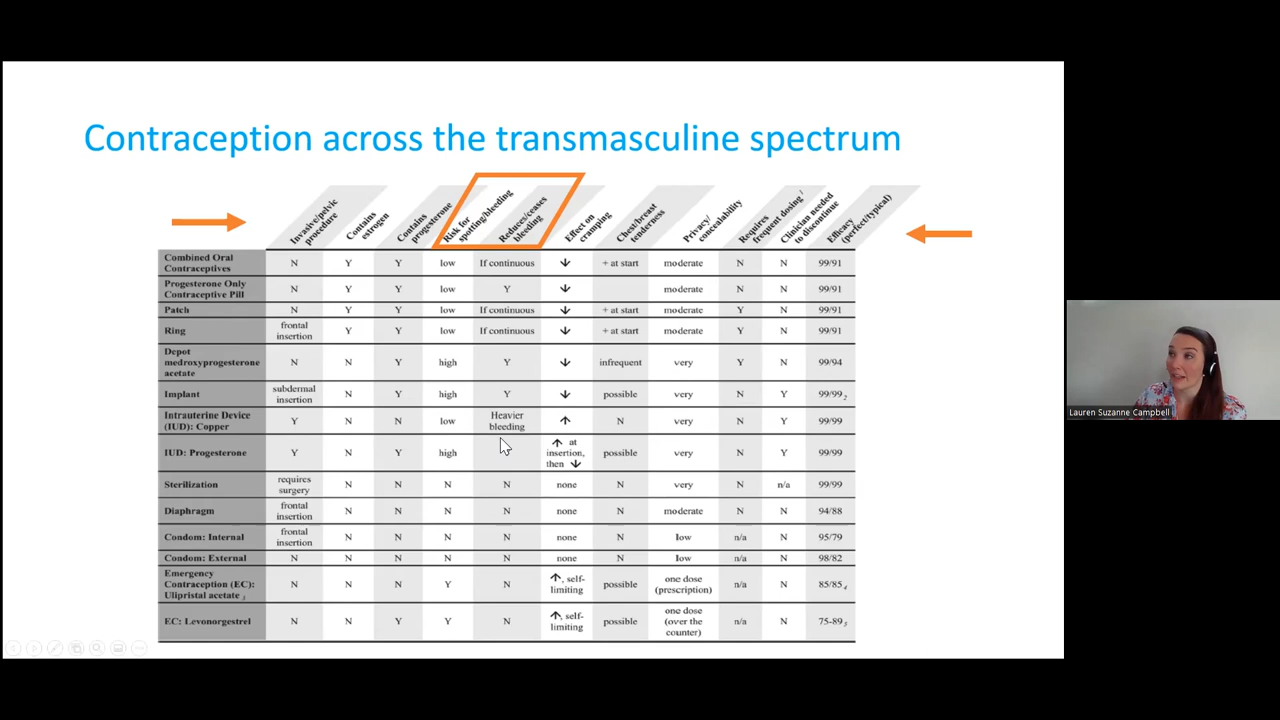 Contraception across the transmasculine spectrum
Invasive/pelvic
procedure
Contains
estrogen
Contains
progesterone
Risk for
spotting/bleeding
Reduces/ceases
bleeding
Effect on
cramping
Chest/breast
tenderness
Privacy/
concealability
Requires
frequent dosing /
Clinician needed
to discontinue
Efficacy
(perfect/typical)
Combined Oral
Contraceptives
N Y Y low If continuous ↓ + at start moderate N N 99/91
Progesterone Only
Contraceptive Pill
N Y Y low Y ↓ moderate N N 99/91
Patch N Y Y low If continuous ↓ + at start moderate Y N 99/91
Ring
frontal
insertion
Y Y low If continuous ↓ + at start moderate Y N 99/91
Depot
medroxyprogesterone
acetate
N N Y high Y ↓ infrequent very Y N 99/94
Implant
subdermal
insertion
N Y high Y ↓ possible very N Y 99/99 2
Intrauterine Device
(IUD): Copper
Y N N low
Heavier
bleeding
↑ N very N Y 99/99
IUD: Progesterone Y N Y high
↑ at
insertion,
then ↓
possible very N Y 99/99
Sterilization
requires
surgery
N N N N none N very N n/a 99/99
Diaphragm
frontal
insertion
N N N N none N moderate N N 94/88
Condom: Internal
frontal
insertion
N N N N none N low n/a N 95/79
Condom: External N N N N N none N low n/a N 98/82
Emergency
Contraception (EC):
Ulipristal acetate 3
N N N Y N
↑, self-
limiting
possible
one dose
(prescription)
n/a N 85/85 4
EC: Levonorgestrel N N Y Y N
↑, self-
limiting
possible
one dose
(over the
counter)
n/a N 75-89 5
Lauren Suzanne Campbell